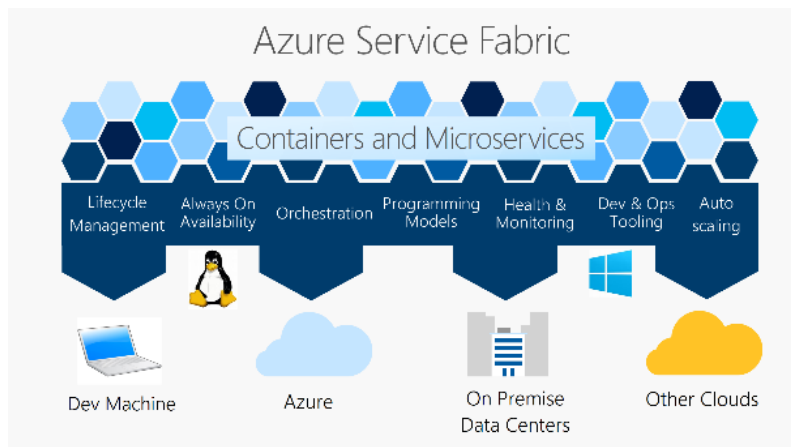 Azure Service Fabric
Containers and Microservices
Lifecycle
Management
Always On
Availability
Orchestration
Programming
Models
Health &
Monitoring
Dev & Ops
Tooling
Auto
scaling
Dev Machine
Azure
On Premise
Data Centers
Other Clouds